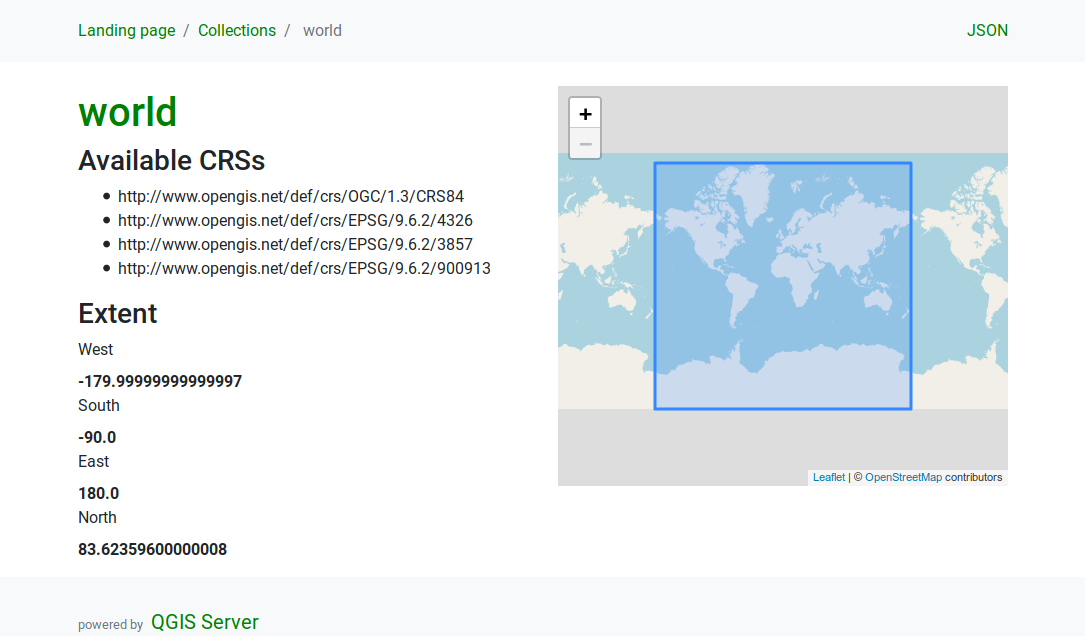 Landing page / Collections / world
JSON
world
Available CRSs
http://www.opengis.net/def/crs/OGC/1.3/CRS84
http://www.opengis.net/def/crs/EPSG/9.6.2/4326
http://www.opengis.net/def/crs/EPSG/9.6.2/3857
http://www.opengis.net/def/crs/EPSG/9.6.2/900913
Extent
West
-179.99999999999997
South
-90.0
East
180.0
North
83.62359600000008
+
−
Leaflet | © OpenStreetMap contributors
powered by QGIS Server